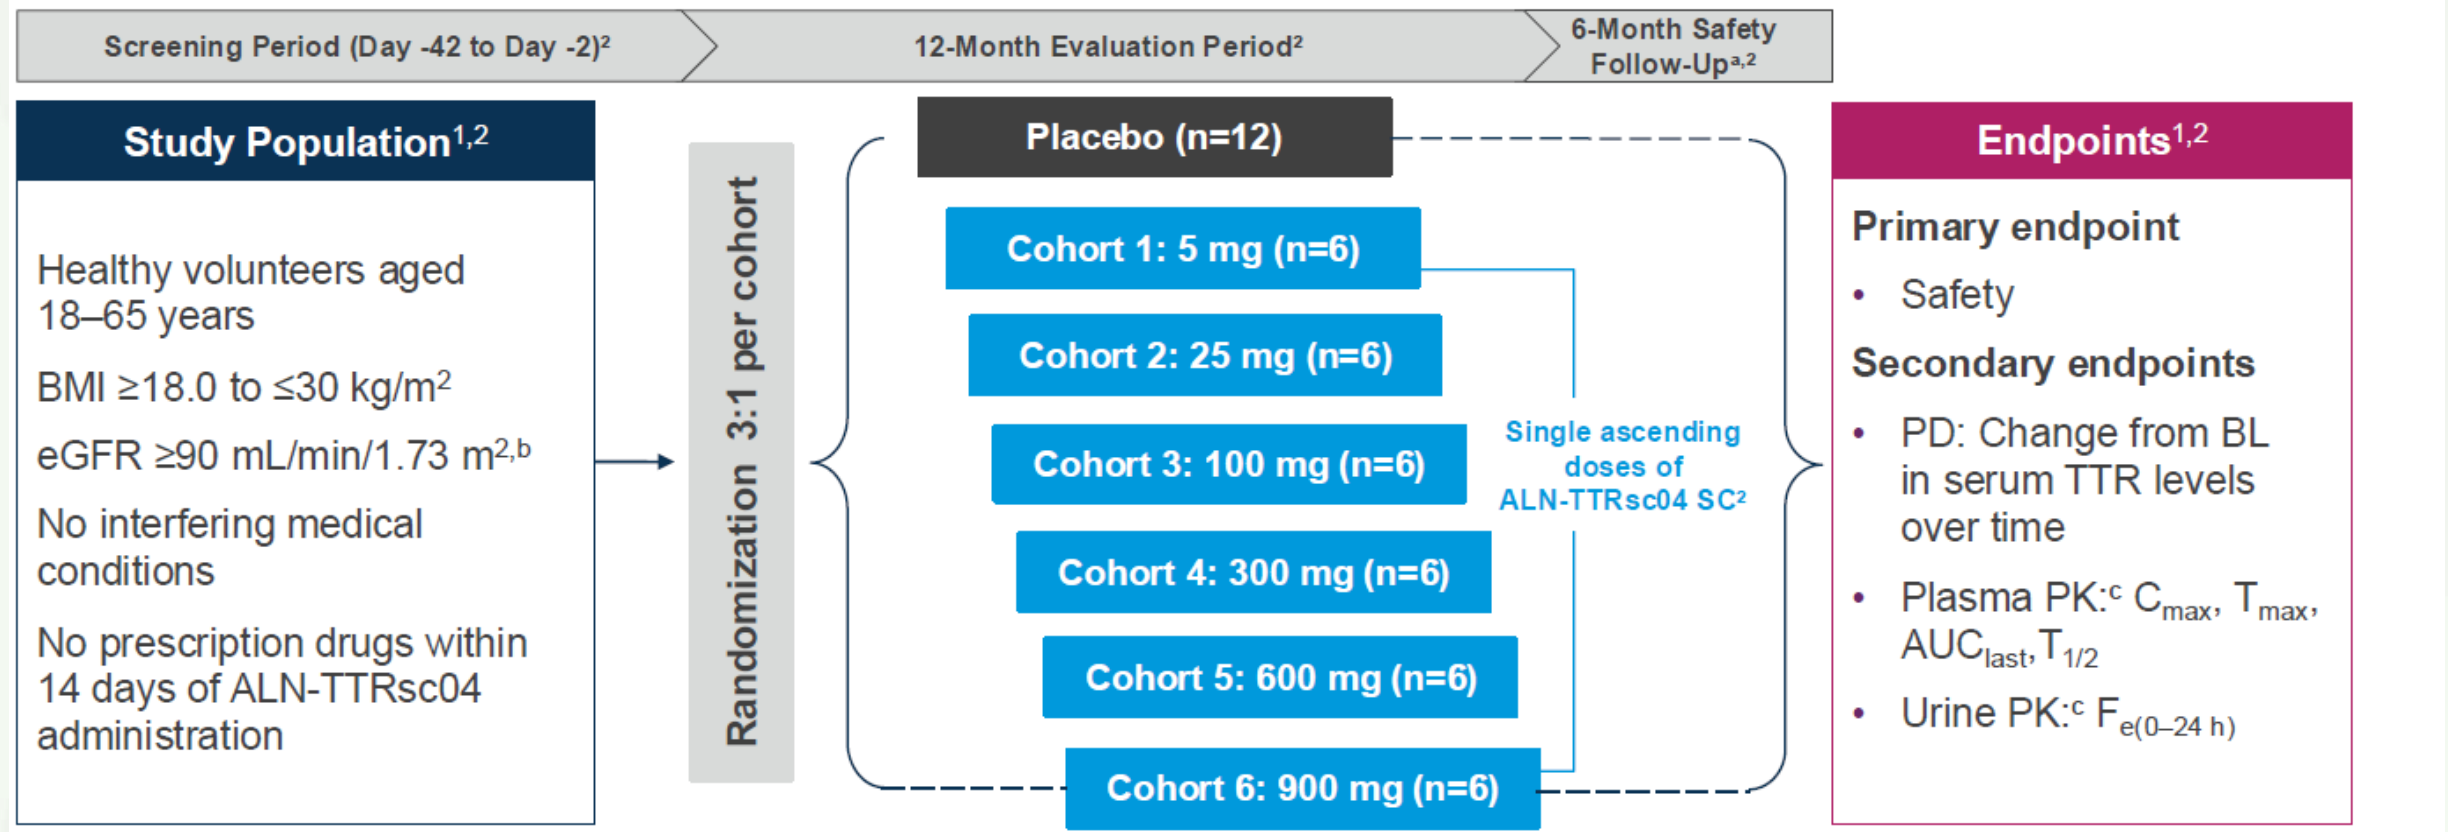 Screening Period (Day -42 to Day -2)²
12-Month Evaluation Period²
6-Month Safety
Follow-Upᵃ,²
Study Population¹,²
Healthy volunteers aged
18–65 years
BMI ≥18.0 to ≤30 kg/m²
eGFR ≥90 mL/min/1.73 m²,ᵇ
No interfering medical
conditions
No prescription drugs within
14 days of ALN-TTRsc04
administration
Randomization 3:1 per cohort
Placebo (n=12)
Cohort 1: 5 mg (n=6)
Cohort 2: 25 mg (n=6)
Cohort 3: 100 mg (n=6)
Cohort 4: 300 mg (n=6)
Cohort 5: 600 mg (n=6)
Cohort 6: 900 mg (n=6)
Single ascending
doses of
ALN-TTRsc04 SC²
Endpoints¹,²
Primary endpoint
• Safety
Secondary endpoints
• PD: Change from BL
in serum TTR levels
over time
• Plasma PK:ᶜ Cmax, Tmax,
AUClast,T1/2
• Urine PK:ᶜ Fe(0–24 h)